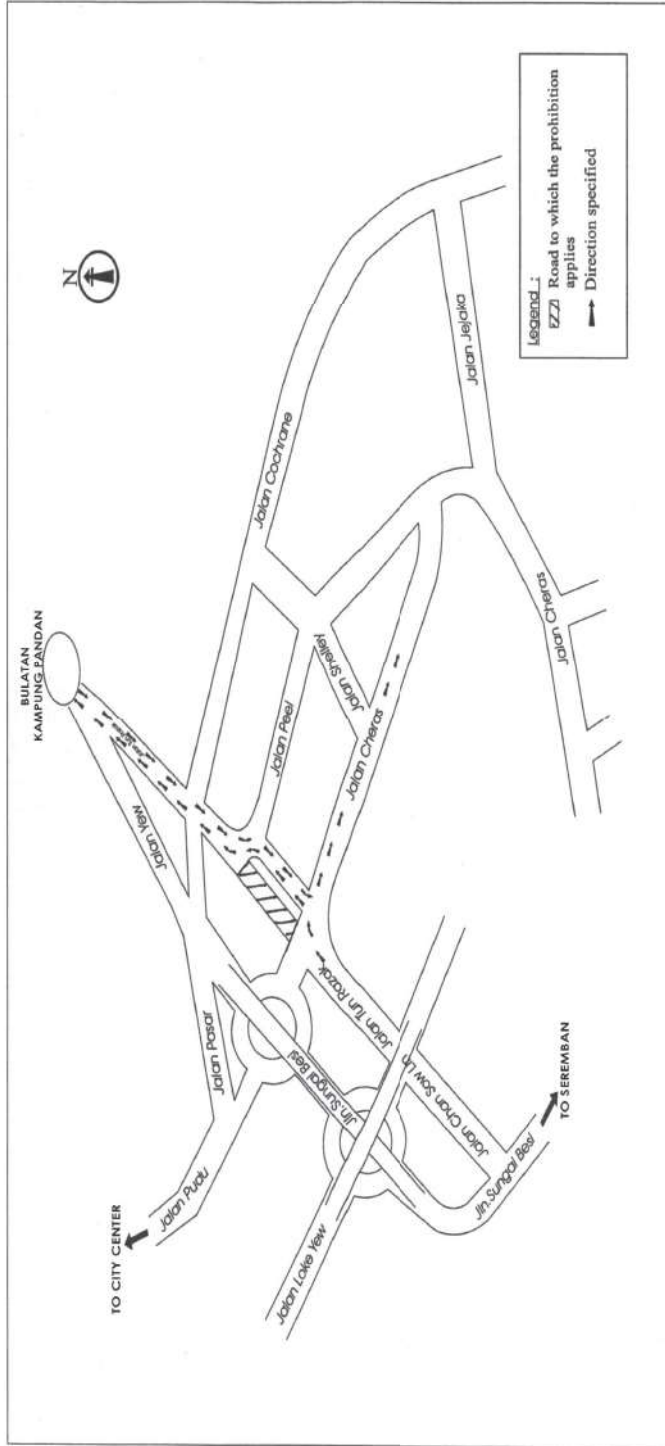 N
BULATAN
KAMPUNG PANDAN
Jalan Yew
Jalan Cochrane
Jalan Pasar
Jalan Peel
Jalan Shelley
Jalan Cheras
Jalan Jejaka
Jalan Cheras
TO CITY CENTER
Jalan Pudu
Jln.Sungai Besi
Jalan Tun Razak
Jalan Loke Yew
Jalan Chan Sow Lin
Jln.Sungai Besi
TO SEREMBAN
Legend :
Road to which the prohibition
applies
Direction specified